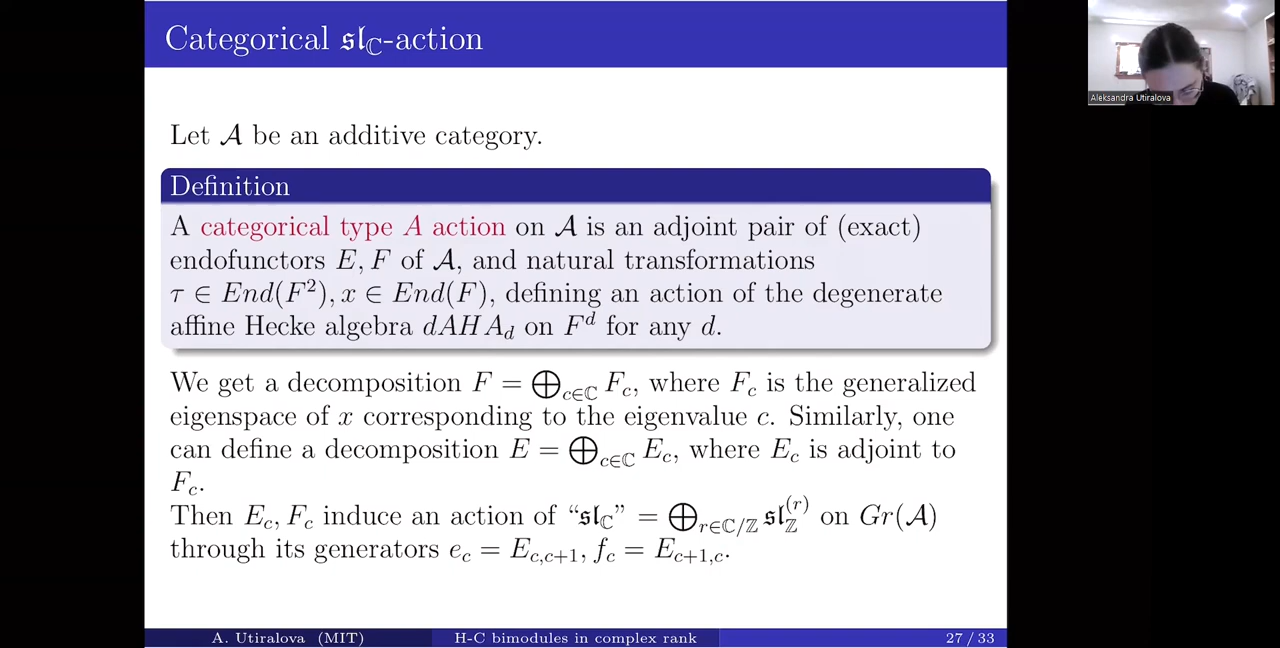 Categorical 𝔰𝔩_ℂ-action
Aleksandra Utiralova
Let 𝒜 be an additive category.
Definition
A categorical type A action on 𝒜 is an adjoint pair of (exact)
endofunctors E, F of 𝒜, and natural transformations
τ ∈ End(F²), x ∈ End(F), defining an action of the degenerate
affine Hecke algebra dAHA_d on F^d for any d.
We get a decomposition F = ⊕_{c∈ℂ} F_c, where F_c is the generalized
eigenspace of x corresponding to the eigenvalue c. Similarly, one
can define a decomposition E = ⊕_{c∈ℂ} E_c, where E_c is adjoint to
F_c.
Then E_c, F_c induce an action of “𝔰𝔩_ℂ” = ⊕_{r∈ℂ/ℤ} 𝔰𝔩_ℤ^{(r)} on Gr(𝒜)
through its generators e_c = E_{c,c+1}, f_c = E_{c+1,c}.
A. Utiralova (MIT)
H-C bimodules in complex rank
27 / 33